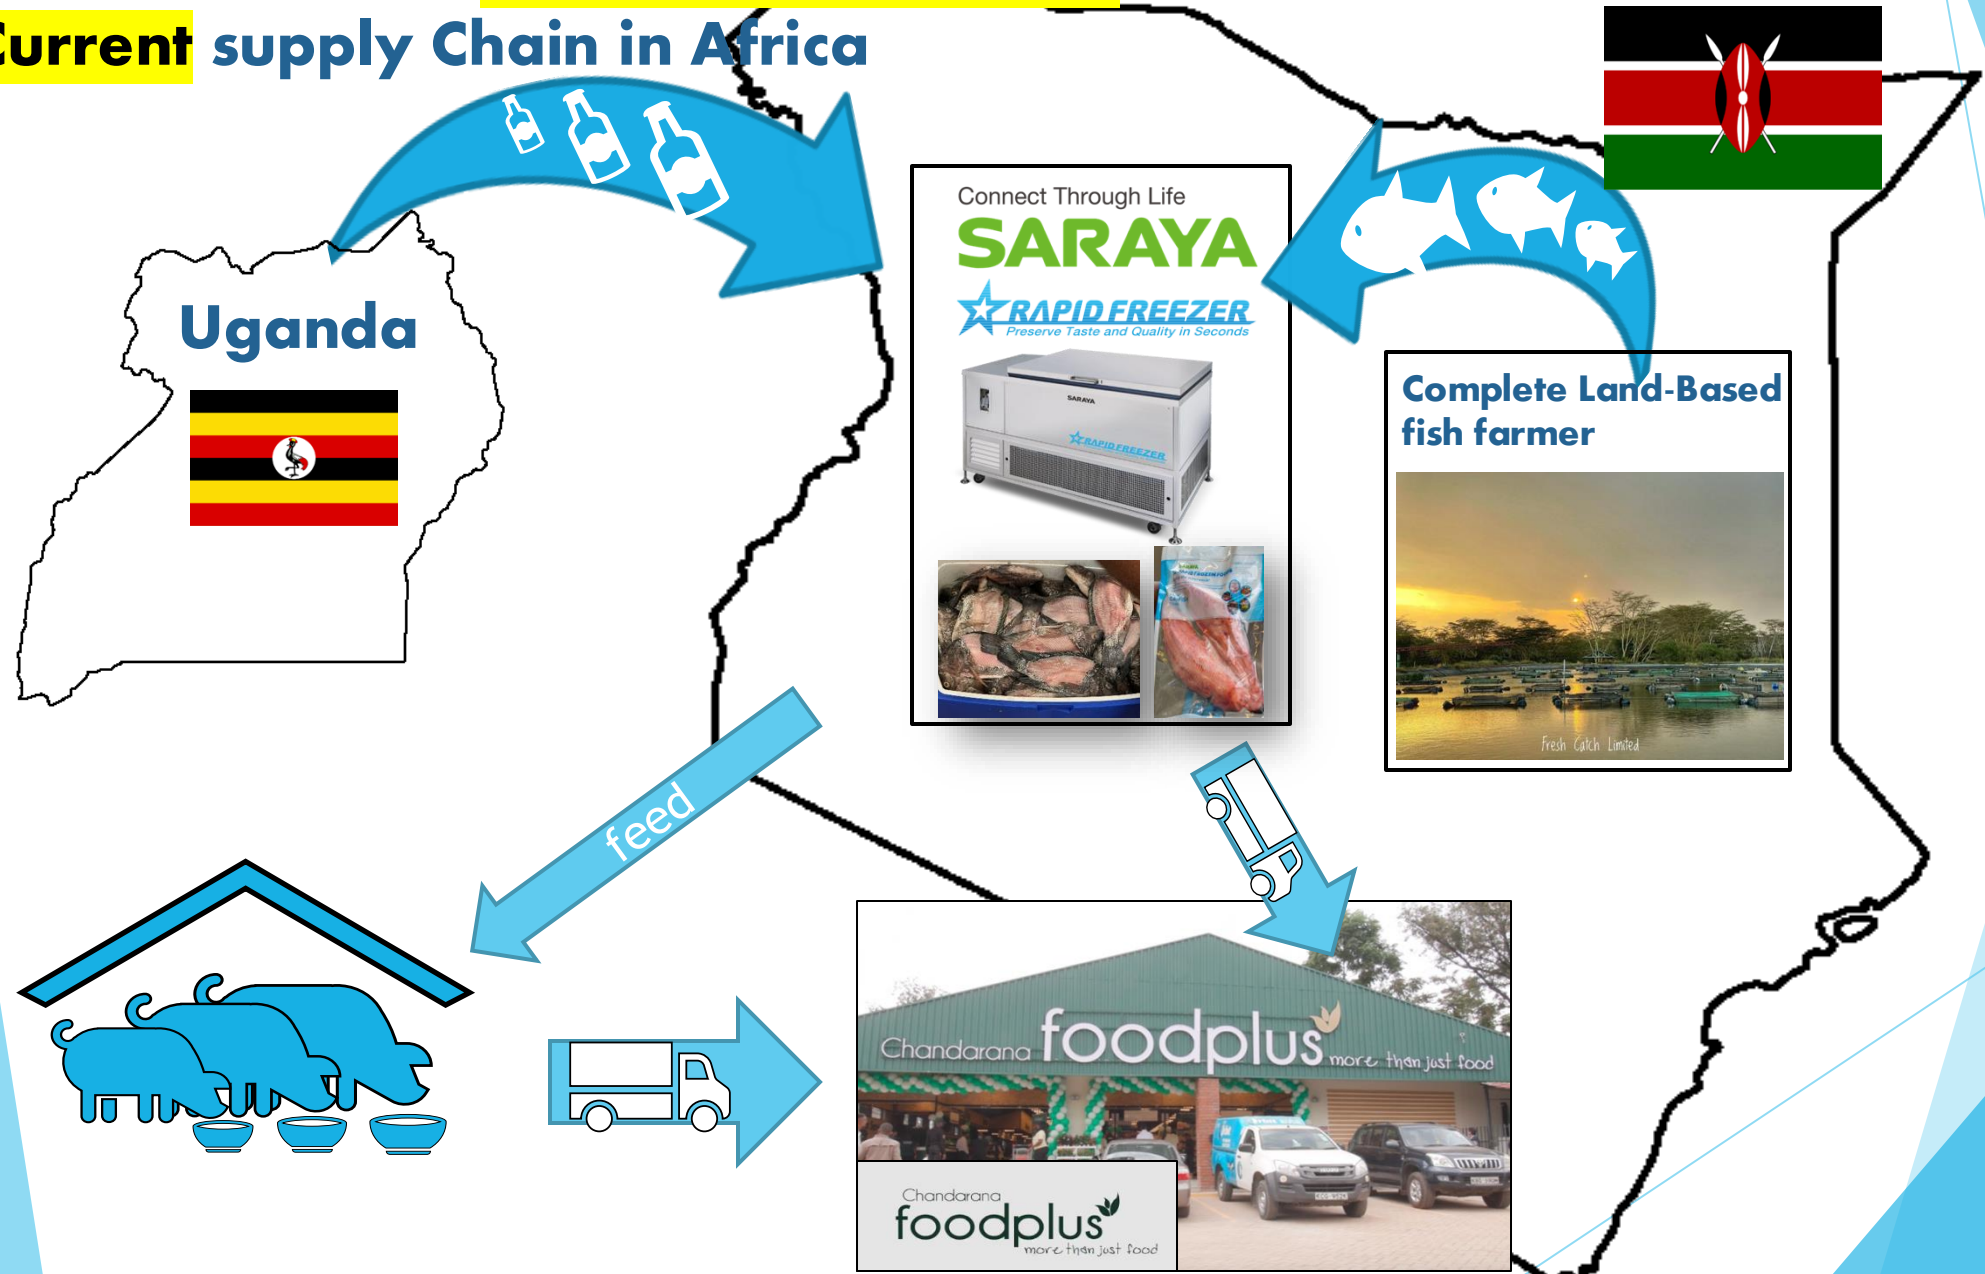 Current supply Chain in Africa
Uganda
Connect Through Life
SARAYA
RAPID FREEZER
Preserve Taste and Quality in Seconds
SARAYA
RAPID FREEZER
Complete Land-Based
fish farmer
Fresh Catch Limited
feed
Chandarana foodplus more than just food
Chandarana
foodplus
more than just food